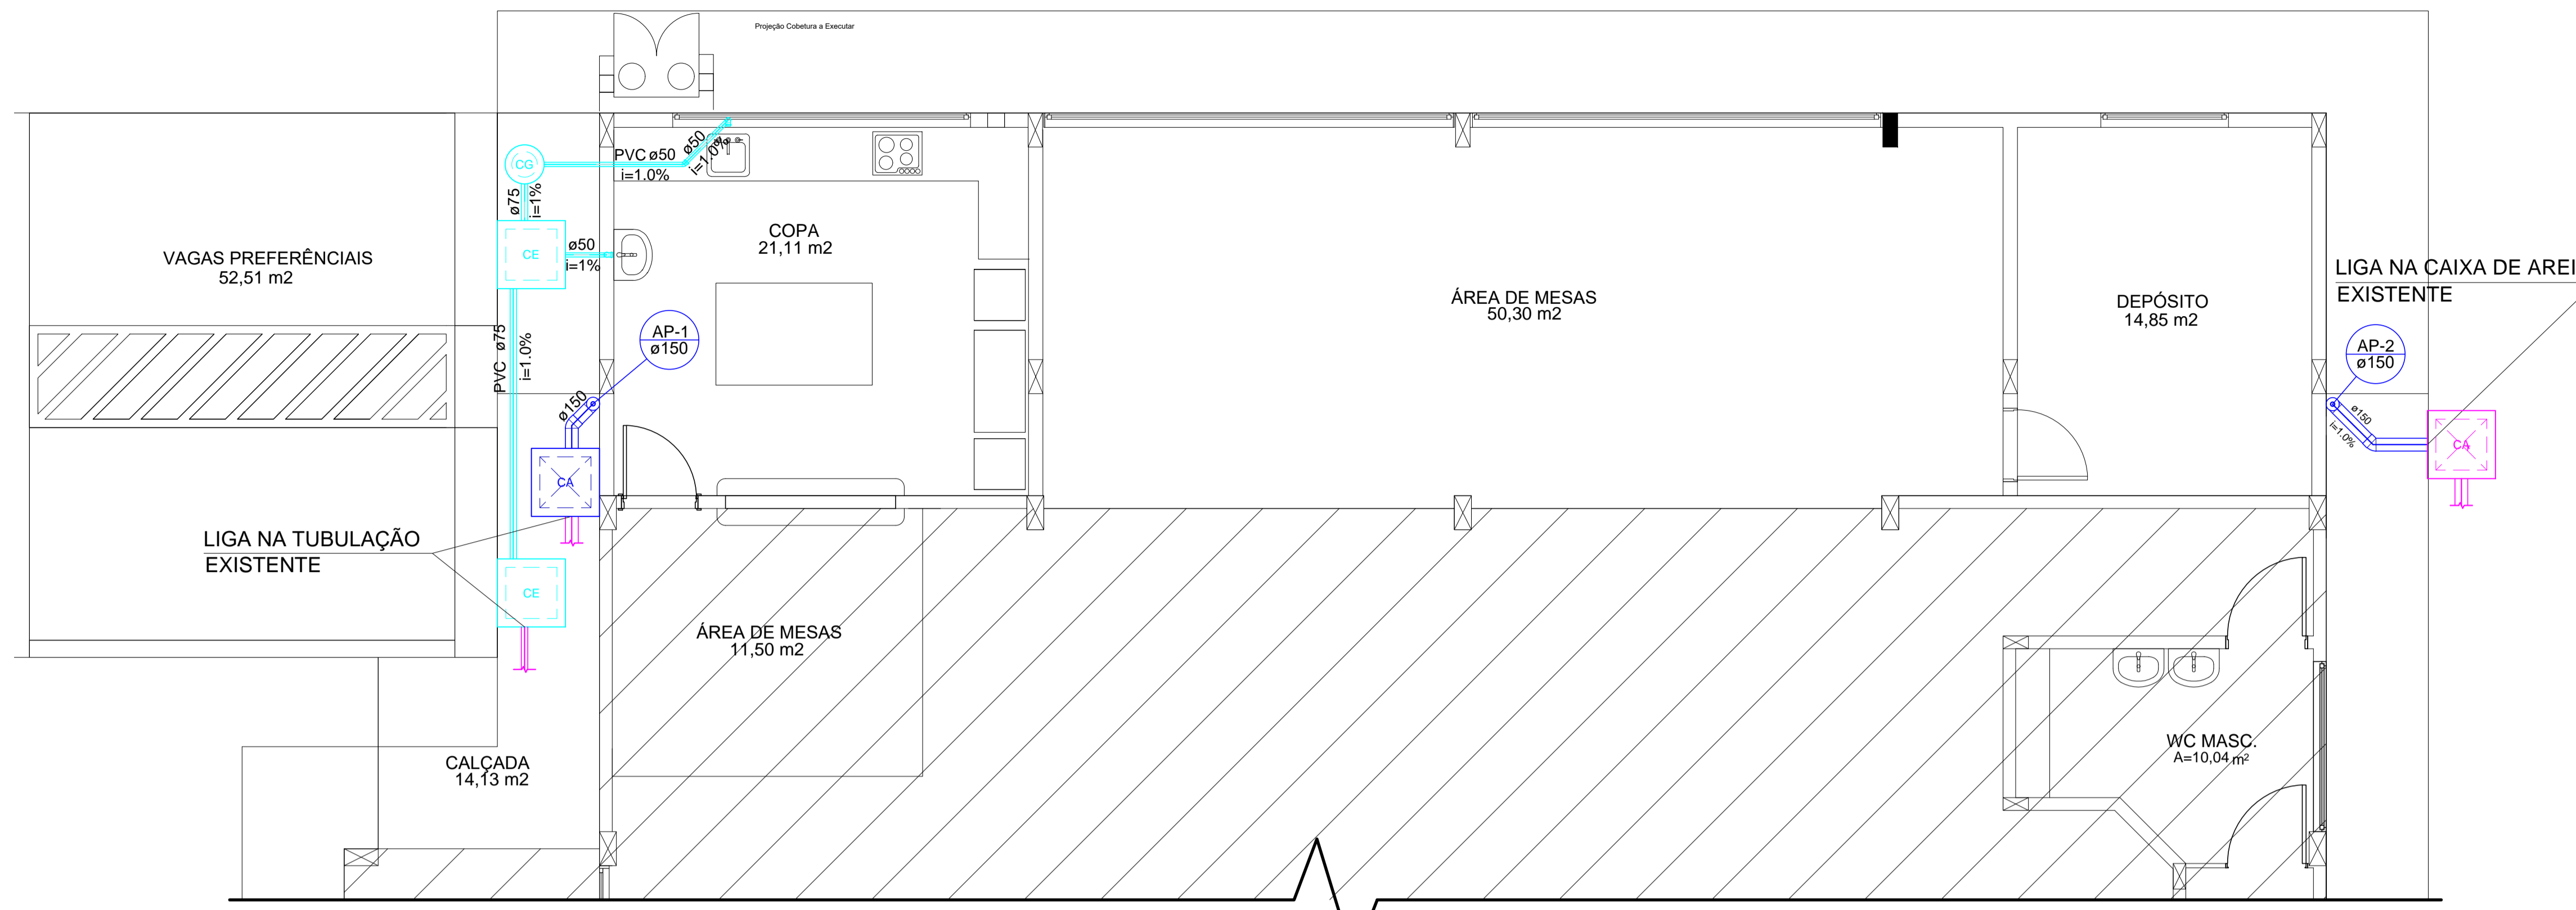 Projeção Cobetura a Executar
VAGAS PREFERÊNCIAIS
52,51 m2
CG
ø75
i=1%
CE
PVC ø50
i=1.0%
ø50
i=1.0%
ø50
i=1%
COPA
21,11 m2
PVC ø75
i=1.0%
AP-1
ø150
ø150
CA
LIGA NA TUBULAÇÃO
EXISTENTE
CE
ÁREA DE MESAS
50,30 m2
DEPÓSITO
14,85 m2
LIGA NA CAIXA DE AREI
EXISTENTE
AP-2
ø150
ø150
i=1.0%
CA
ÁREA DE MESAS
11,50 m2
CALÇADA
14,13 m2
WC MASC.
A=10,04 m²